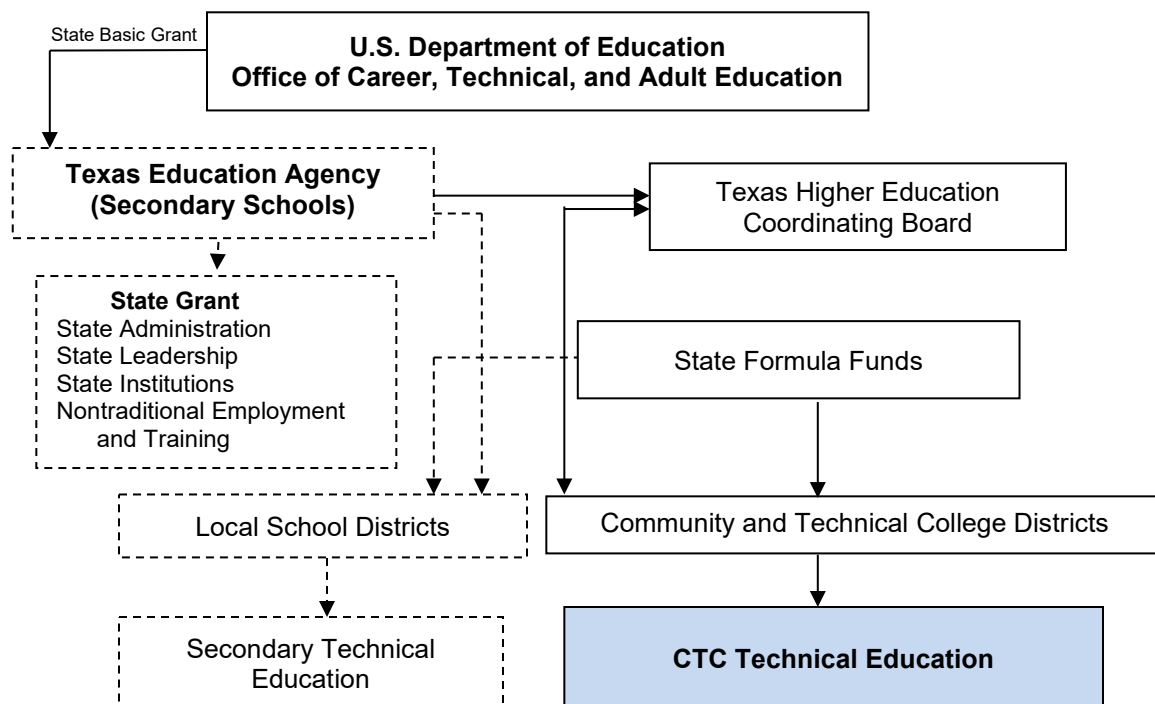 State Basic Grant
U.S. Department of Education
Office of Career, Technical, and Adult Education
Texas Education Agency
(Secondary Schools)
Texas Higher Education
Coordinating Board
State Grant
State Administration
State Leadership
State Institutions
Nontraditional Employment
and Training
State Formula Funds
Local School Districts
Community and Technical College Districts
Secondary Technical
Education
CTC Technical Education